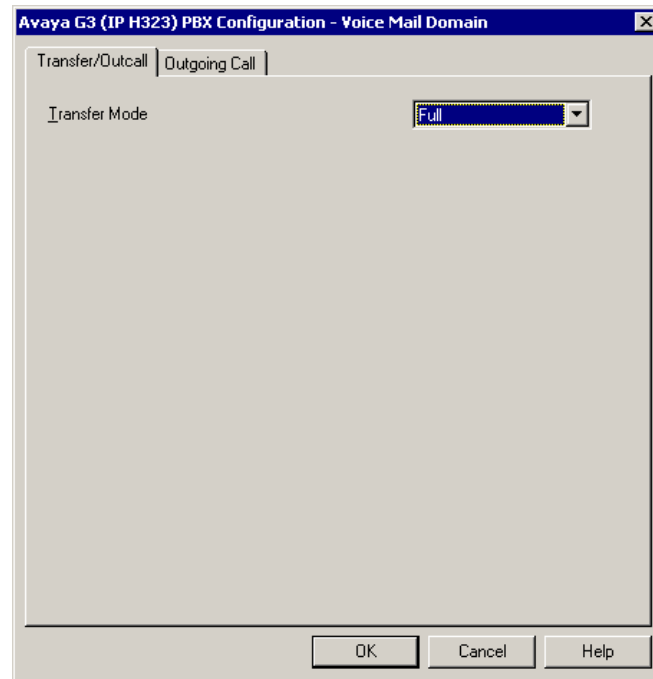 Avaya G3 (IP H323) PBX Configuration - Voice Mail Domain
Transfer/Outcall Outgoing Call
Transfer Mode Full
OK Cancel Help